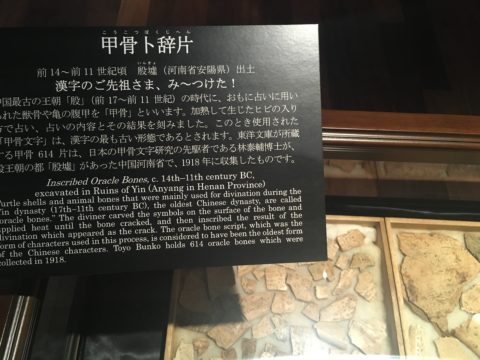 こうこつぼくじへん
甲骨卜辞片
前14～前11世紀頃 殷墟（河南省安陽県）出土
いんきょ
漢字のご先祖さま、み～つけた！
中国最古の王朝「殷」（前17～前11世紀）の時代に、おもに占いに用い
られた獣骨や亀の腹甲を「甲骨」といいます。加熱して生じたヒビの入り
方で占い、占いの内容とその結果を刻みました。このとき使用された
「甲骨文字」は、漢字の最も古い形態であるとされます。東洋文庫が所蔵
する甲骨614片は、日本の甲骨文字研究の先駆者である林泰輔博士が、
殷王朝の都「殷墟」があった中国河南省で、1918年に収集したものです。
Inscribed Oracle Bones, c. 14th–11th century BC,
excavated in Ruins of Yin (Anyang in Henan Province)
Turtle shells and animal bones that were mainly used for divination during the
Yin dynasty (17th–11th century BC), the oldest Chinese dynasty, are called
"oracle bones." The diviner carved the symbols on the surface of the bone and
applied heat until the bone cracked, and then inscribed the result of the
divination which appeared as the crack. The oracle bone script, which was the
form of characters used in this process, is considered to have been the oldest form
of the Chinese characters. Toyo Bunko holds 614 oracle bones which were
collected in 1918.